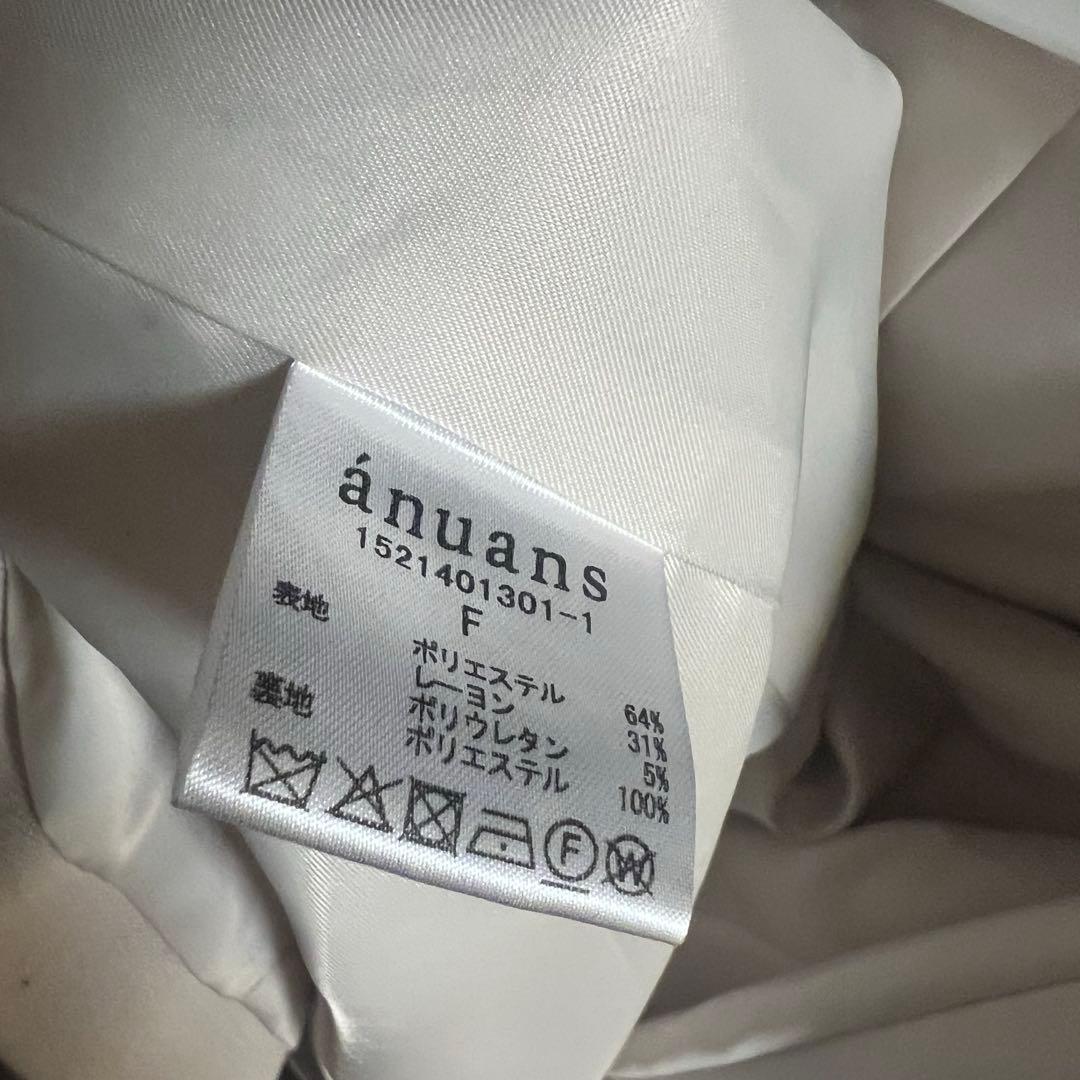 ánuans
1521401301-1
F
表地 ポリエステル 64%
レーヨン 31%
ポリウレタン 5%
裏地 ポリエステル 100%
F W